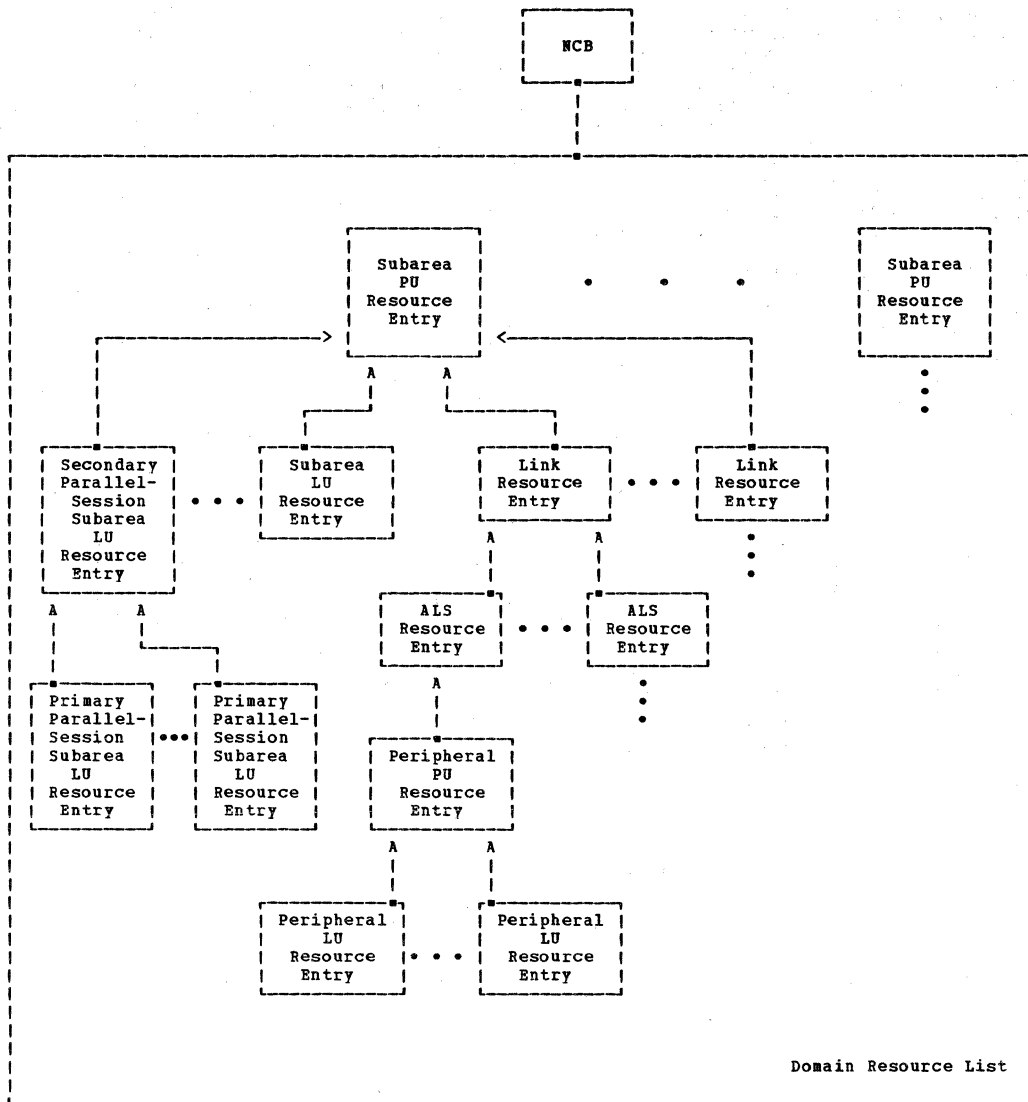 NCB
Subarea
PU
Resource
Entry
Subarea
PU
Resource
Entry
Secondary
Parallel-
Session
Subarea
LU
Resource
Entry
Subarea
LU
Resource
Entry
Link
Resource
Entry
Link
Resource
Entry
ALS
Resource
Entry
ALS
Resource
Entry
Primary
Parallel-
Session
Subarea
LU
Resource
Entry
Primary
Parallel-
Session
Subarea
LU
Resource
Entry
Peripheral
PU
Resource
Entry
Peripheral
LU
Resource
Entry
Peripheral
LU
Resource
Entry
Domain Resource List